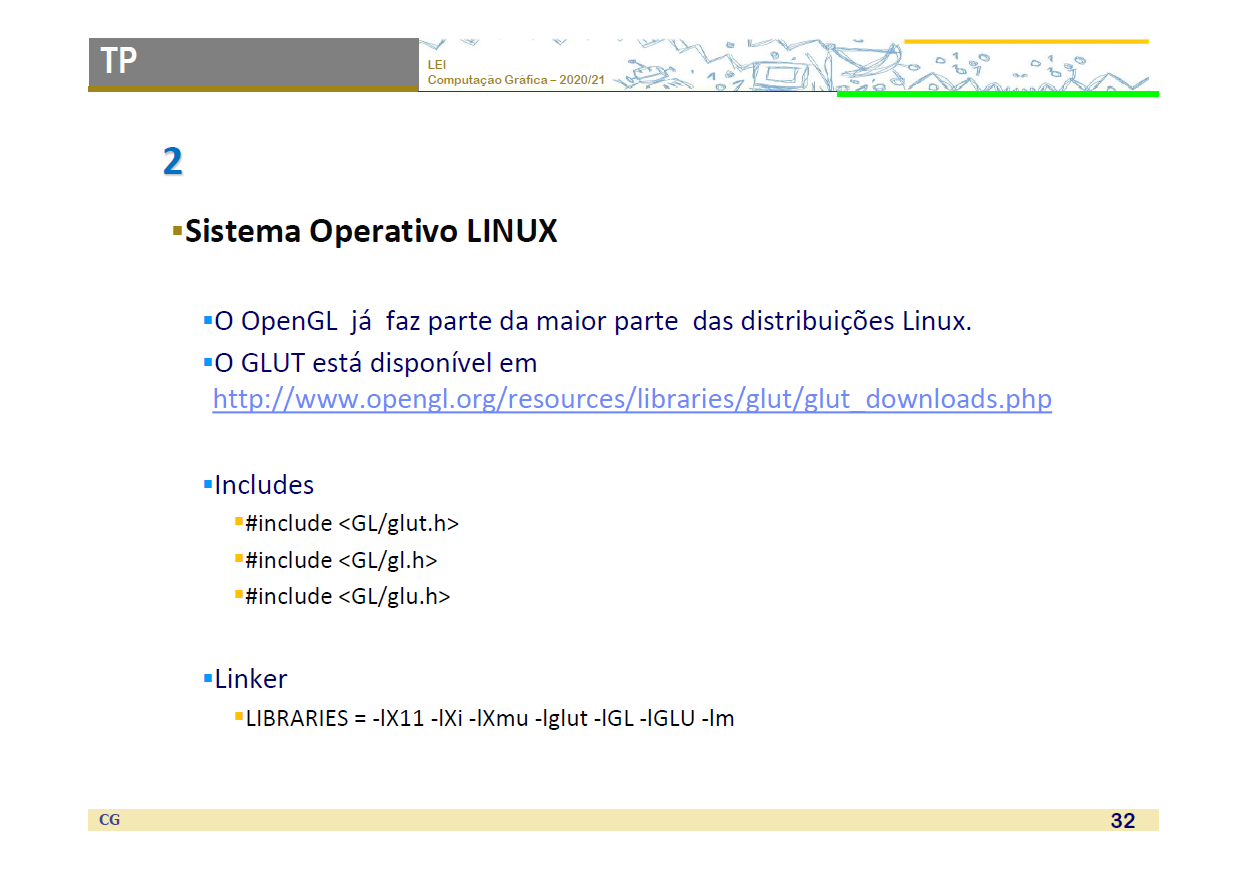 TP
LEI
Computação Gráfica – 2020/21
2
▪Sistema Operativo LINUX
▪O OpenGL já faz parte da maior parte das distribuições Linux.
▪O GLUT está disponível em
http://www.opengl.org/resources/libraries/glut/glut_downloads.php
▪Includes
▪#include <GL/glut.h>
▪#include <GL/gl.h>
▪#include <GL/glu.h>
▪Linker
▪LIBRARIES = -lX11 -lXi -lXmu -lglut -lGL -lGLU -lm
CG
32